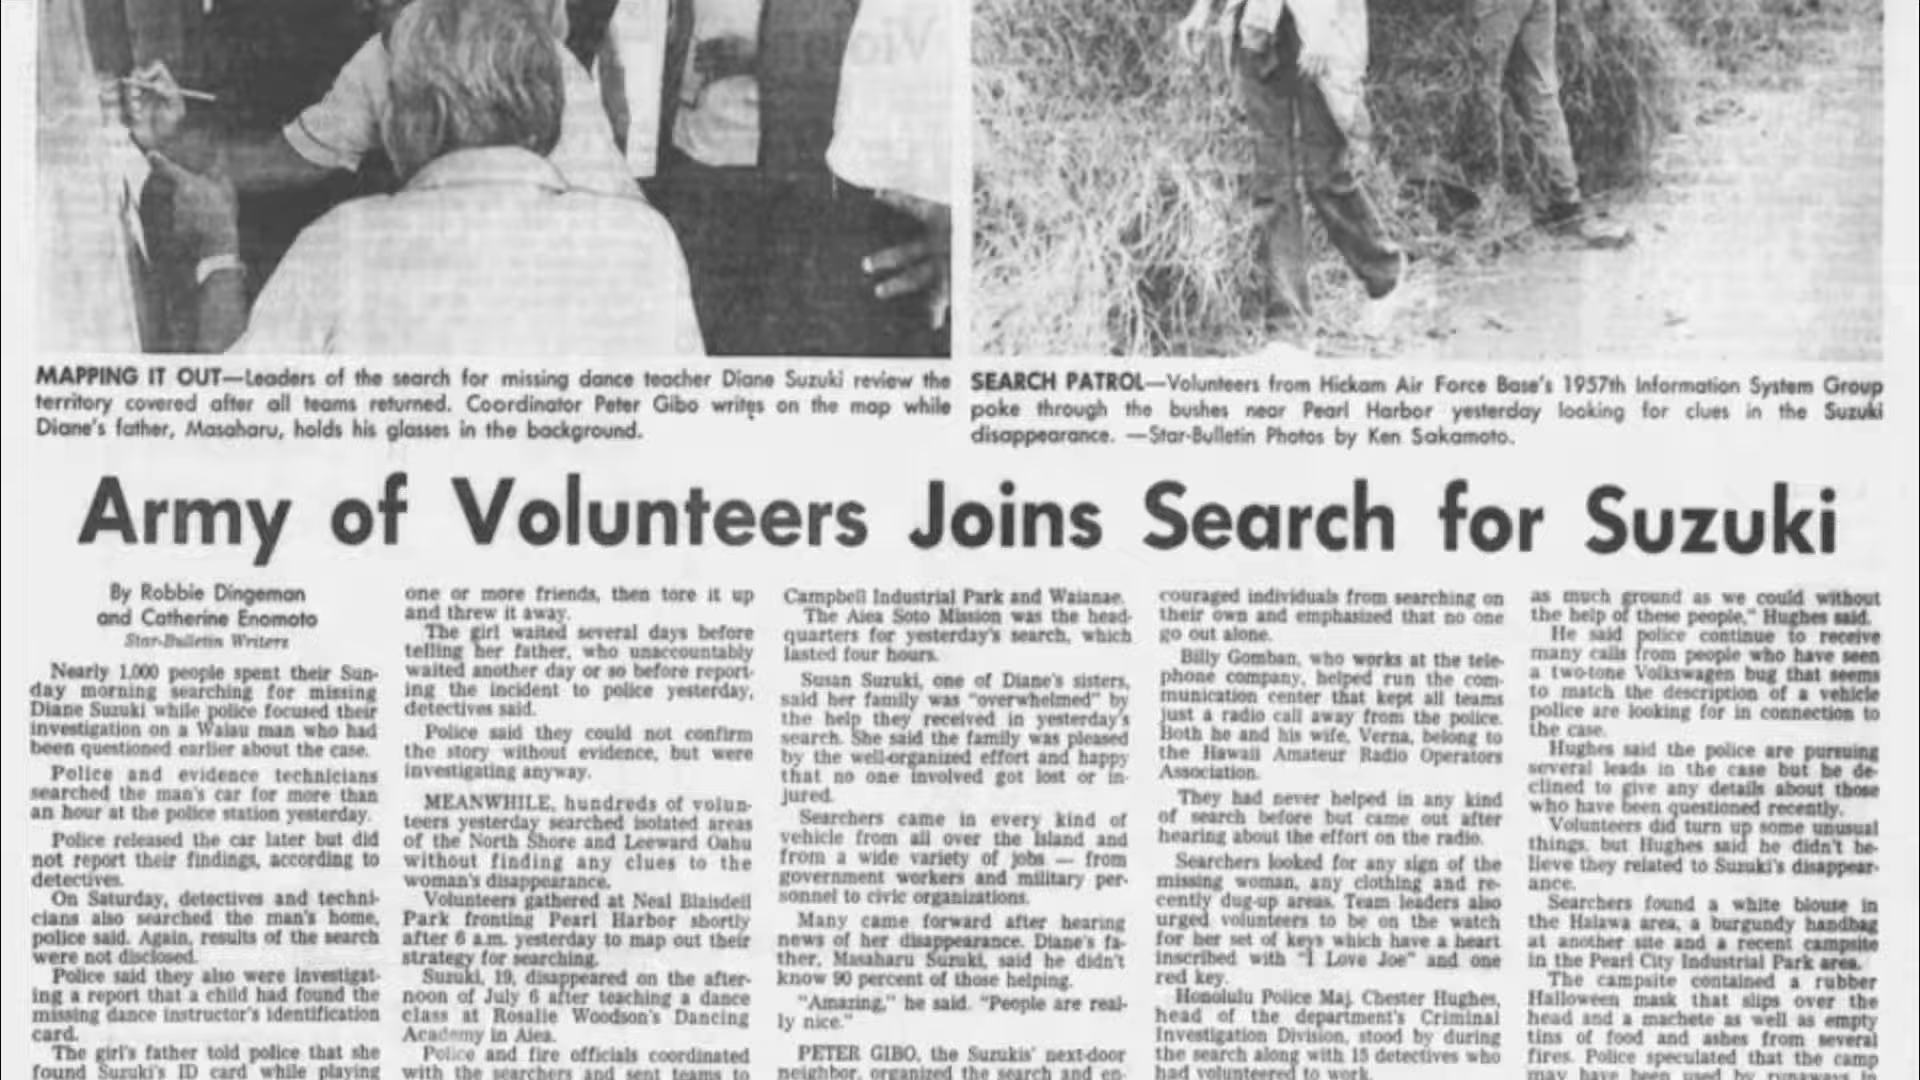 MAPPING IT OUT—Leaders of the search for missing dance teacher Diane Suzuki review the
territory covered after all teams returned. Coordinator Peter Gibo writes on the map while
Diane's father, Masaharu, holds his glasses in the background.
SEARCH PATROL—Volunteers from Hickam Air Force Base's 1957th Information System Group
poke through the bushes near Pearl Harbor yesterday looking for clues in the Suzuki
disappearance. —Star-Bulletin Photos by Ken Sakamoto.
Army of Volunteers Joins Search for Suzuki
By Robbie Dingeman
and Catherine Enomoto
Star-Bulletin Writers
Nearly 1,000 people spent their Sun-
day morning searching for missing
Diane Suzuki while police focused their
investigation on a Waiau man who had
been questioned earlier about the case.
Police and evidence technicians
searched the man's car for more than
an hour at the police station yesterday.
Police released the car later but did
not report their findings, according to
detectives.
On Saturday, detectives and techni-
cians also searched the man's home,
police said. Again, results of the search
were not disclosed.
Police said they also were investigat-
ing a report that a child had found the
missing dance instructor's identification
card.
The girl's father told police that she
found Suzuki's ID card while playing
one or more friends, then tore it up
and threw it away.
The girl waited several days before
telling her father, who unaccountably
waited another day or so before report-
ing the incident to police yesterday,
detectives said.
Police said they could not confirm
the story without evidence, but were
investigating anyway.
MEANWHILE, hundreds of volun-
teers yesterday searched isolated areas
of the North Shore and Leeward Oahu
without finding any clues to the
woman's disappearance.
Volunteers gathered at Neal Blaisdell
Park fronting Pearl Harbor shortly
after 6 a.m. yesterday to map out their
strategy for searching.
Suzuki, 19, disappeared on the after-
noon of July 6 after teaching a dance
class at Rosalie Woodson's Dancing
Academy in Aiea.
Police and fire officials coordinated
with the searchers and sent teams to
Campbell Industrial Park and Waianae.
The Aiea Soto Mission was the head-
quarters for yesterday's search, which
lasted four hours.
Susan Suzuki, one of Diane's sisters,
said her family was "overwhelmed" by
the help they received in yesterday's
search. She said the family was pleased
by the well-organized effort and happy
that no one involved got lost or in-
jured.
Searchers came in every kind of
vehicle from all over the Island and
from a wide variety of jobs — from
government workers and military per-
sonnel to civic organizations.
Many came forward after hearing
news of her disappearance. Diane's fa-
ther, Masaharu Suzuki, said he didn't
know 90 percent of those helping.
"Amazing," he said. "People are real-
ly nice."
PETER GIBO, the Suzukis' next-door
neighbor, organized the search and en-
couraged individuals from searching on
their own and emphasized that no one
go out alone.
Billy Gomban, who works at the tele-
phone company, helped run the com-
munication center that kept all teams
just a radio call away from the police.
Both he and his wife, Verna, belong to
the Hawaii Amateur Radio Operators
Association.
They had never helped in any kind
of search before but came out after
hearing about the effort on the radio.
Searchers looked for any sign of the
missing woman, any clothing and re-
cently dug-up areas. Team leaders also
urged volunteers to be on the watch
for her set of keys which have a heart
inscribed with "I Love Joe" and one
red key.
Honolulu Police Maj. Chester Hughes,
head of the department's Criminal
Investigation Division, stood by during
the search along with 15 detectives who
had volunteered to work.
as much ground as we could without
the help of these people," Hughes said.
He said police continue to receive
many calls from people who have seen
a two-tone Volkswagen bug that seems
to match the description of a vehicle
police are looking for in connection to
the case.
Hughes said the police are pursuing
several leads in the case but he de-
clined to give any details about those
who have been questioned recently.
Volunteers did turn up some unusual
things, but Hughes said he didn't be-
lieve they related to Suzuki's disappear-
ance.
Searchers found a white blouse in
the Halawa area, a burgundy handbag
at another site and a recent campsite
in the Pearl City Industrial Park area.
The campsite contained a rubber
Halloween mask that slips over the
head and a machete as well as empty
tins of food and ashes from several
fires. Police speculated that the camp
may have been used by runaways in